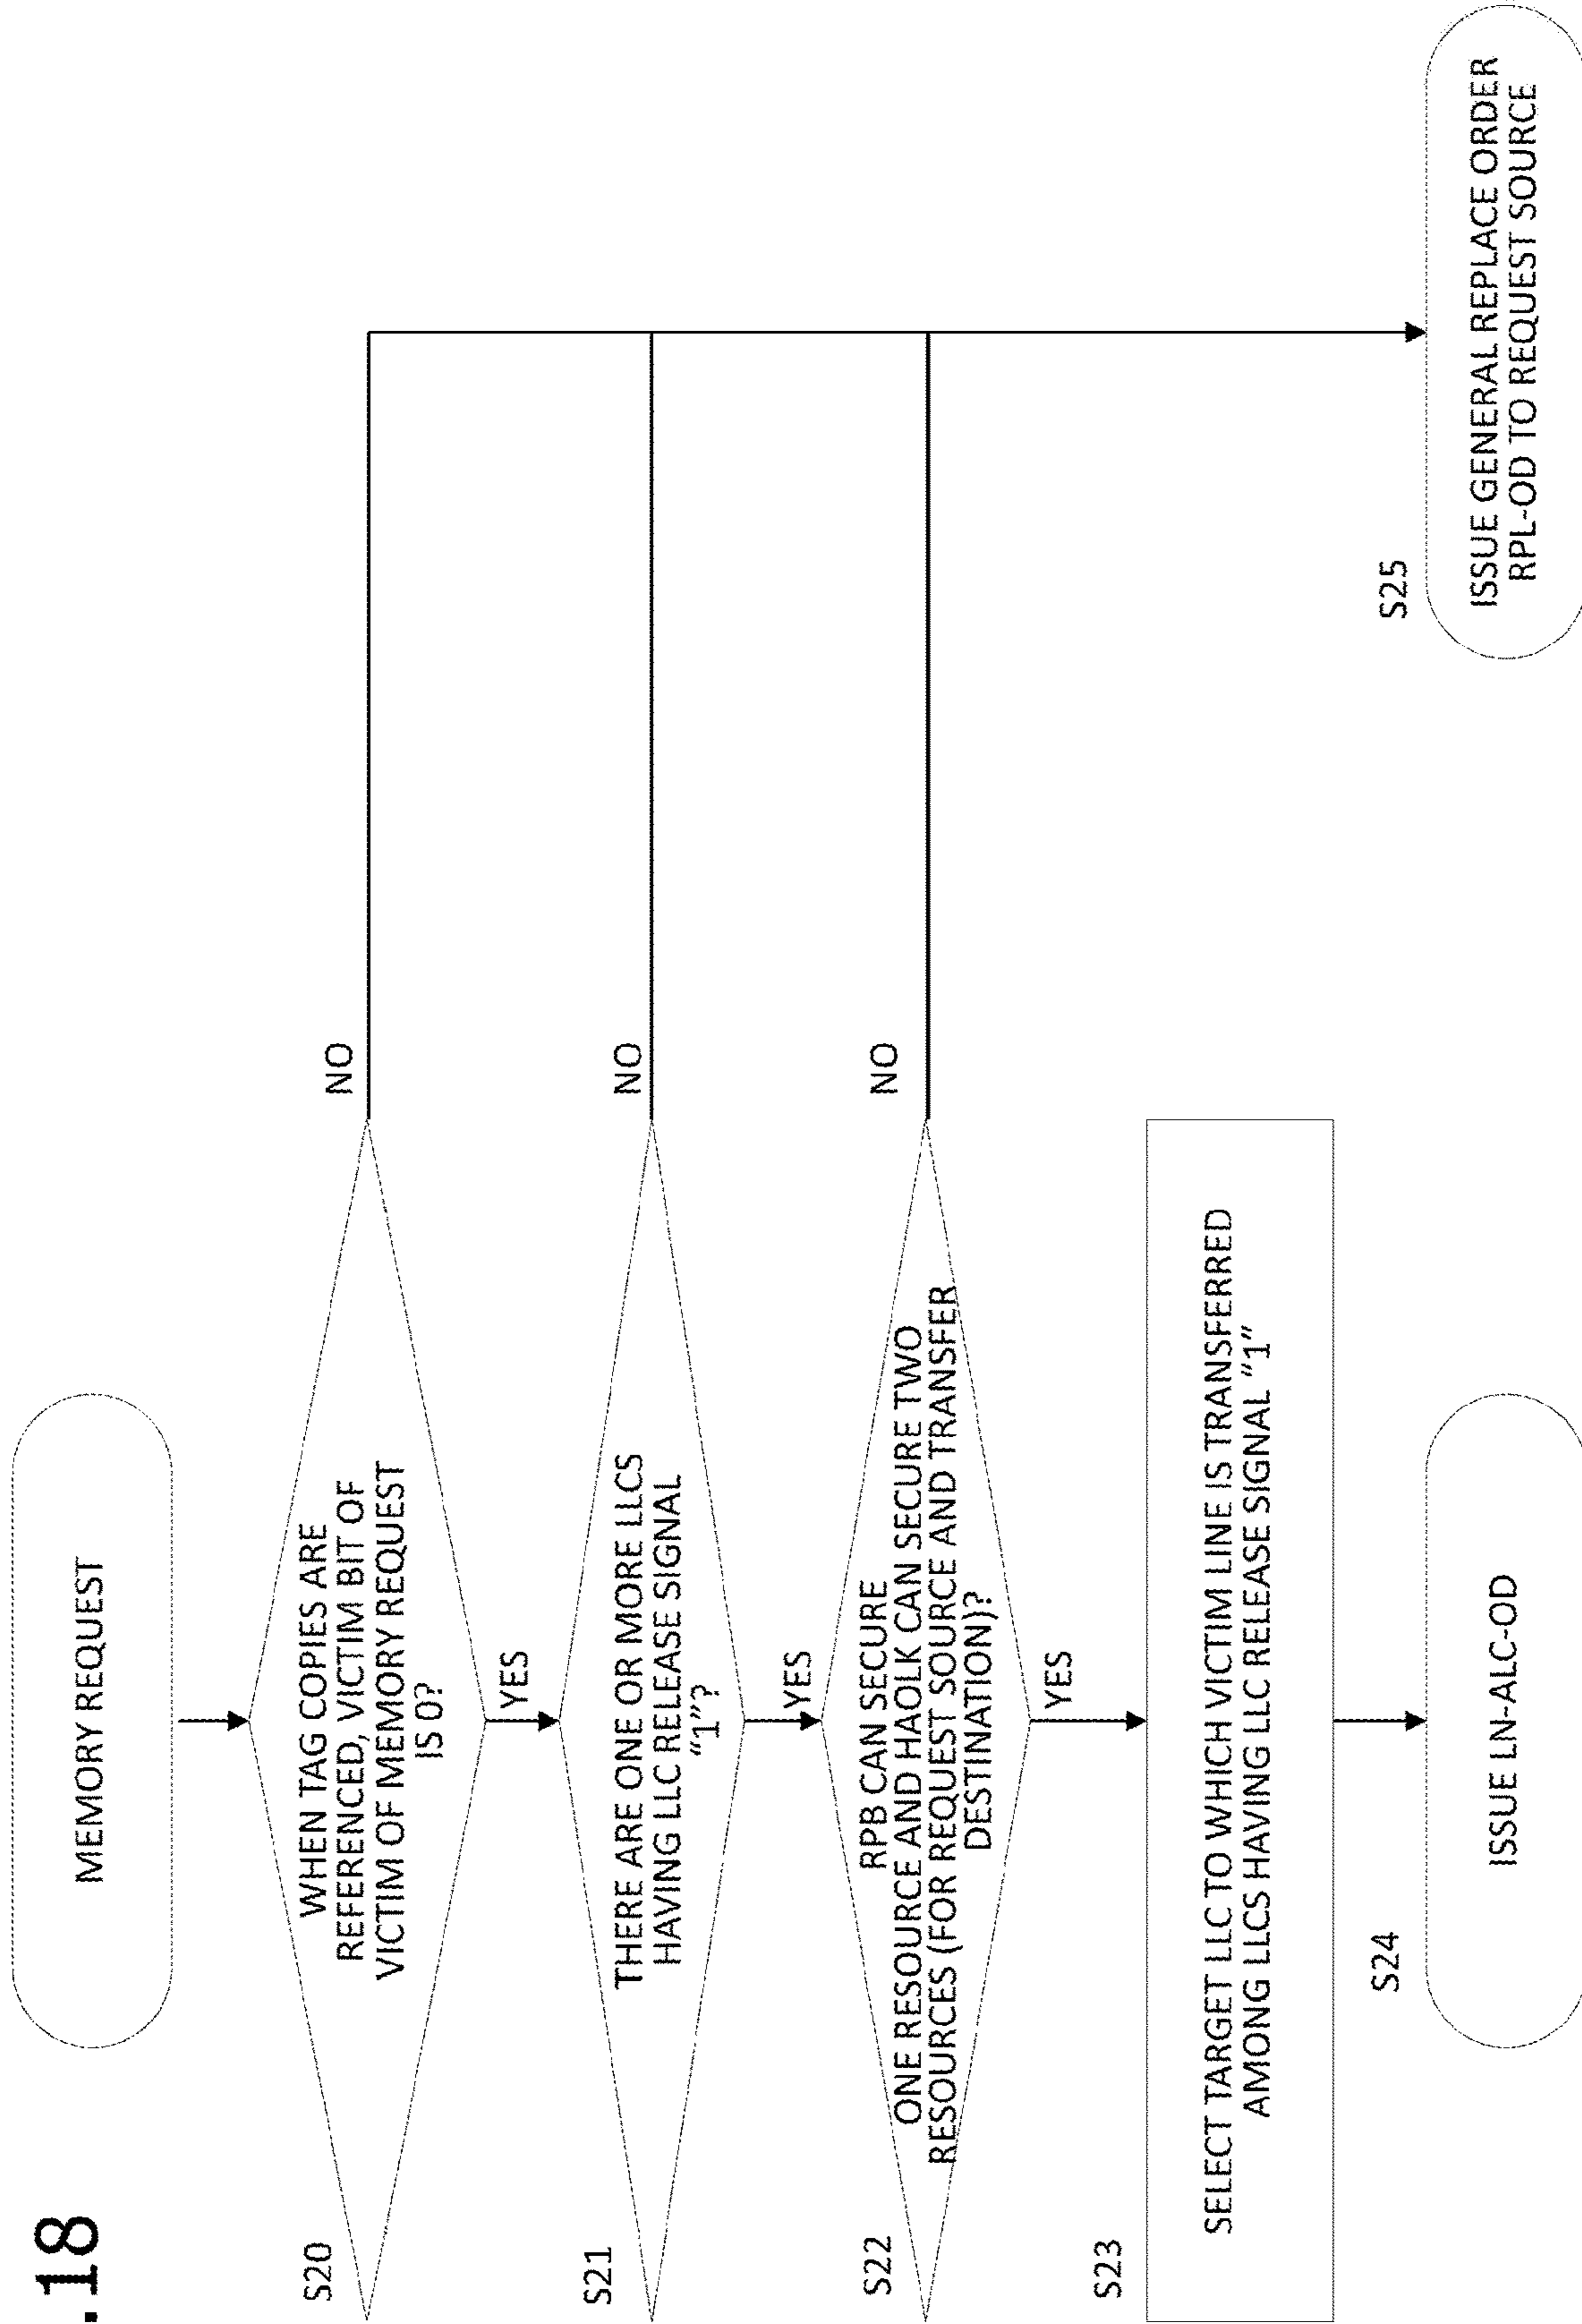 .18
MEMORY REQUEST
S20
WHEN TAG COPIES ARE
REFERENCED, VICTIM BIT OF
VICTIM OF MEMORY REQUEST
IS 0?
NO
YES
S21
THERE ARE ONE OR MORE LLCS
HAVING LLC RELEASE SIGNAL
"1"?
NO
YES
S22
RPB CAN SECURE
ONE RESOURCE AND HAOLK CAN SECURE TWO
RESOURCES (FOR REQUEST SOURCE AND TRANSFER
DESTINATION)?
NO
YES
S23
SELECT TARGET LLC TO WHICH VICTIM LINE IS TRANSFERRED
AMONG LLCS HAVING LLC RELEASE SIGNAL "1"
S24
ISSUE LN-ALC-OD
S25
ISSUE GENERAL REPLACE ORDER
RPL-OD TO REQUEST SOURCE